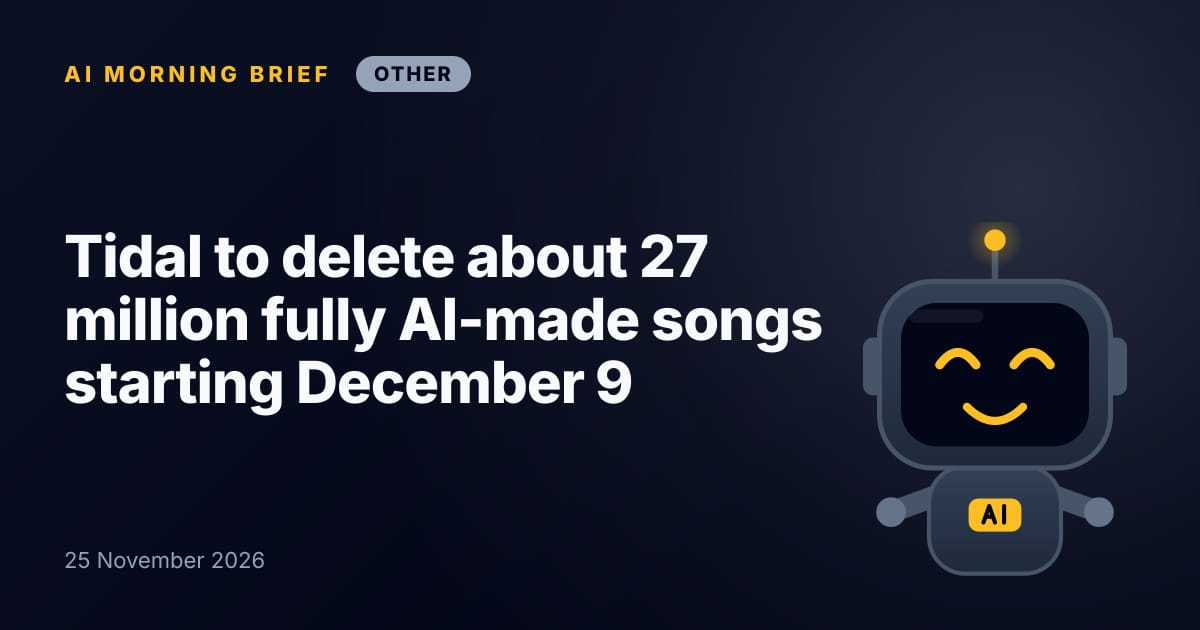 AI MORNING BRIEF OTHER
Tidal to delete about 27
million fully AI-made songs
starting December 9
AI
25 November 2026